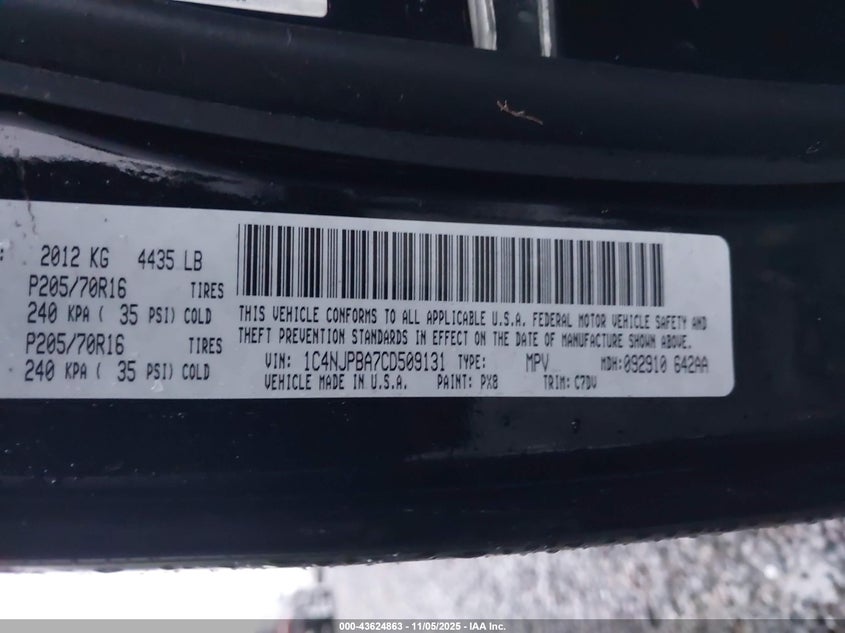 2012 KG 4435 LB
P205/70R16 TIRES
240 KPA ( 35 PSI) COLD
P205/70R16 TIRES
240 KPA ( 35 PSI) COLD
THIS VEHICLE CONFORMS TO ALL APPLICABLE U.S.A. FEDERAL MOTOR VEHICLE SAFETY AND
THEFT PREVENTION STANDARDS IN EFFECT ON THE DATE OF MANUFACTURE SHOWN ABOVE.
VIN: 1C4NJPBA7CD509131 TYPE: MPV MDH:092910 642AA
VEHICLE MADE IN U.S.A. PAINT: PX8 TRIM: C7DV
000-43624863 - 11/05/2025 - IAA Inc.